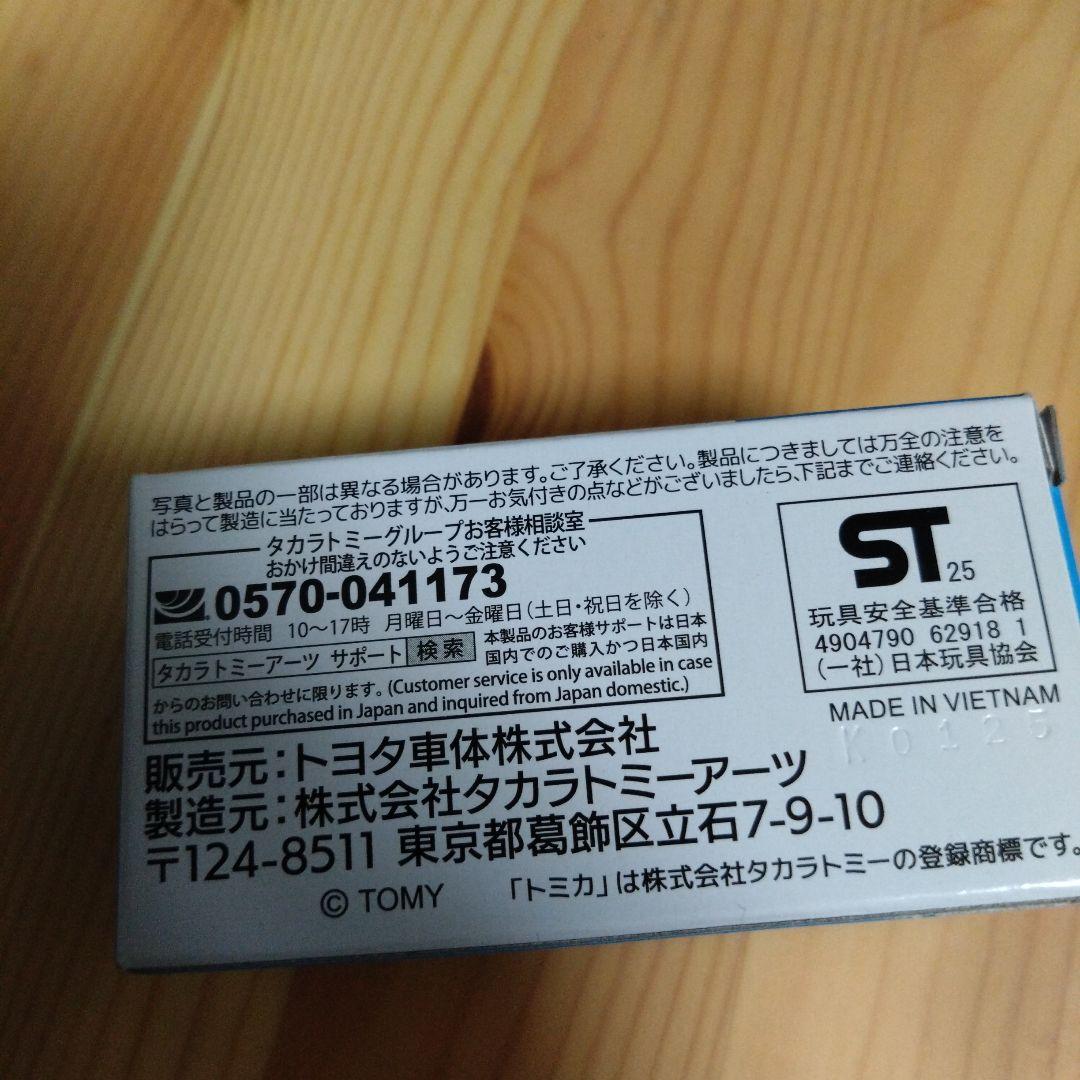 写真と製品の一部は異なる場合があります。ご了承ください。製品につきましては万全の注意を
はらって製造に当たっておりますが、万一お気付きの点などがございましたら、下記までご連絡ください。
タカラトミーグループお客様相談室
おかけ間違えのないようご注意ください
0570-041173
電話受付時間 10〜17時 月曜日〜金曜日(土日・祝日を除く)
タカラトミーアーツ サポート 検索
本製品のお客様サポートは日本
国内でのご購入かつ日本国内
からのお問い合わせに限ります。(Customer service is only available in case
this product purchased in Japan and inquired from Japan domestic.)
ST 25
玩具安全基準合格
4904790 62918 1
(一社)日本玩具協会
MADE IN VIETNAM
K0125
販売元:トヨタ車体株式会社
製造元:株式会社タカラトミーアーツ
〒124-8511 東京都葛飾区立石7-9-10
© TOMY 「トミカ」は株式会社タカラトミーの登録商標です。